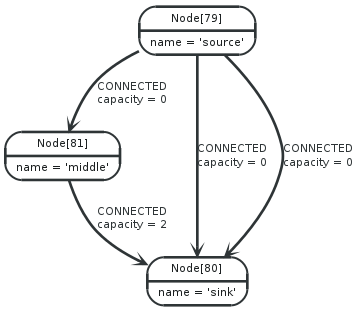 Node[79]
name = 'source'
CONNECTED
capacity = 0
Node[81]
name = 'middle'
CONNECTED
capacity = 0
CONNECTED
capacity = 0
CONNECTED
capacity = 2
Node[80]
name = 'sink'